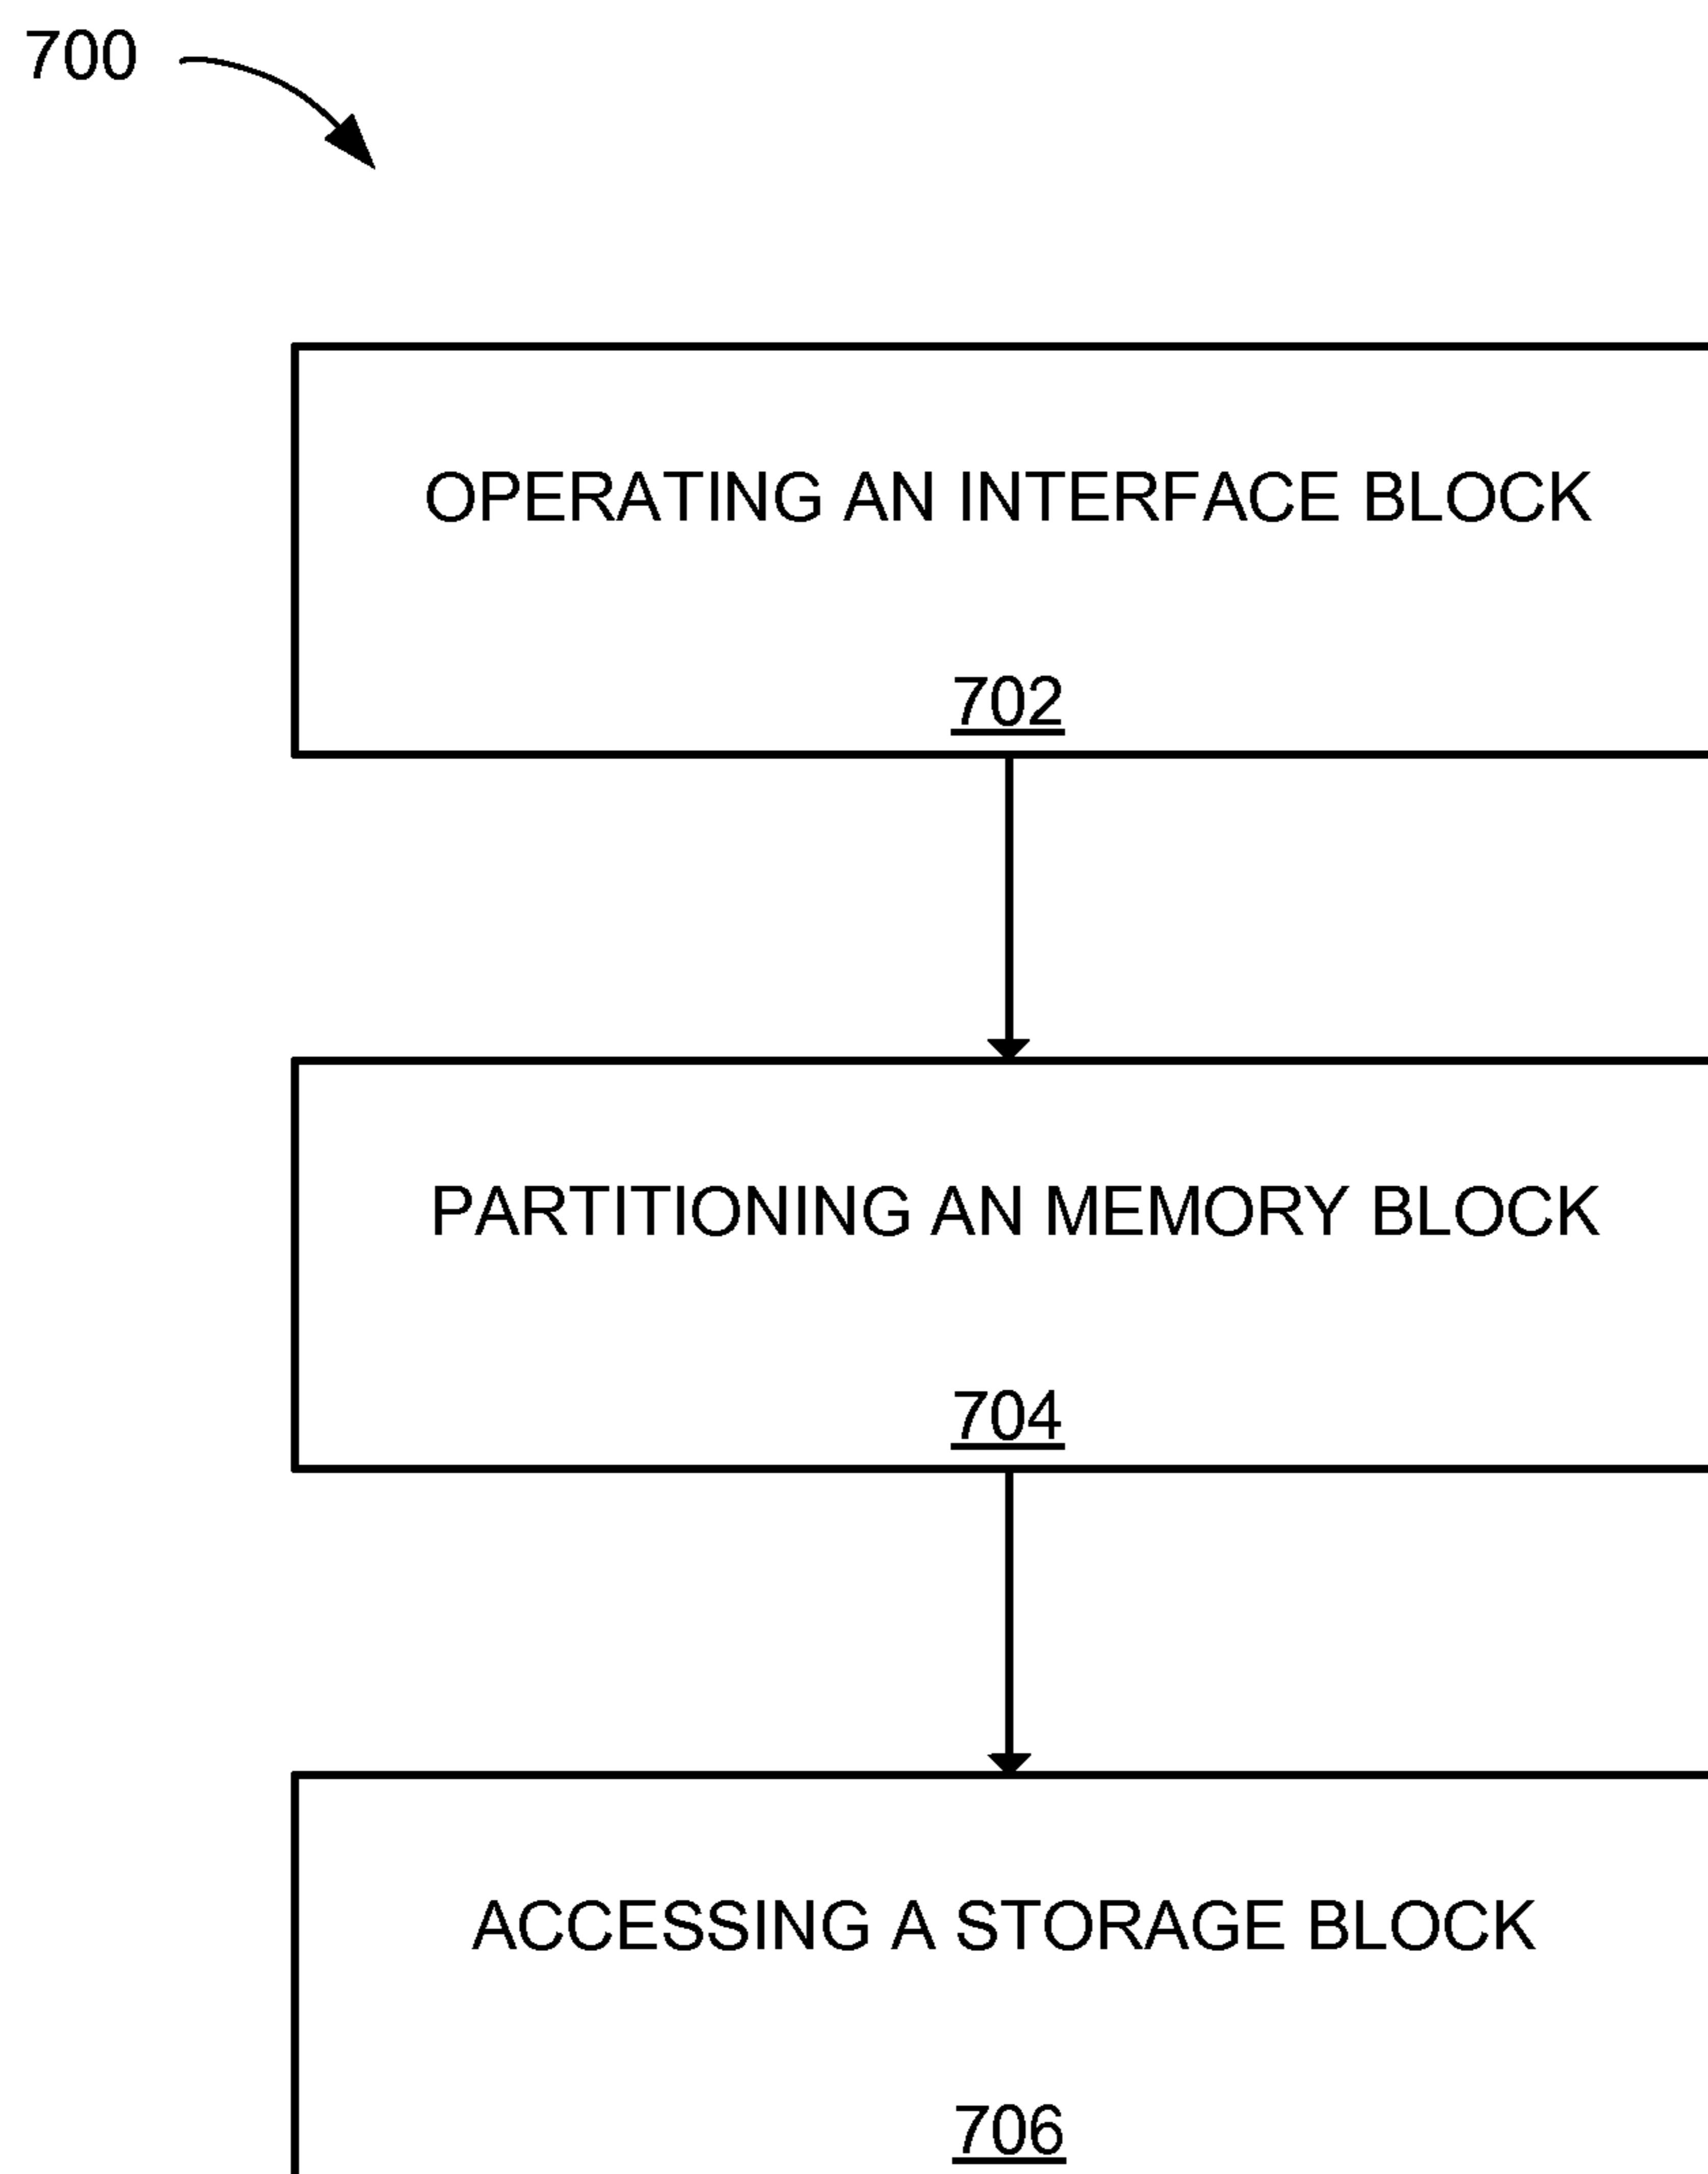 700
OPERATING AN INTERFACE BLOCK
702
PARTITIONING AN MEMORY BLOCK
704
ACCESSING A STORAGE BLOCK
706